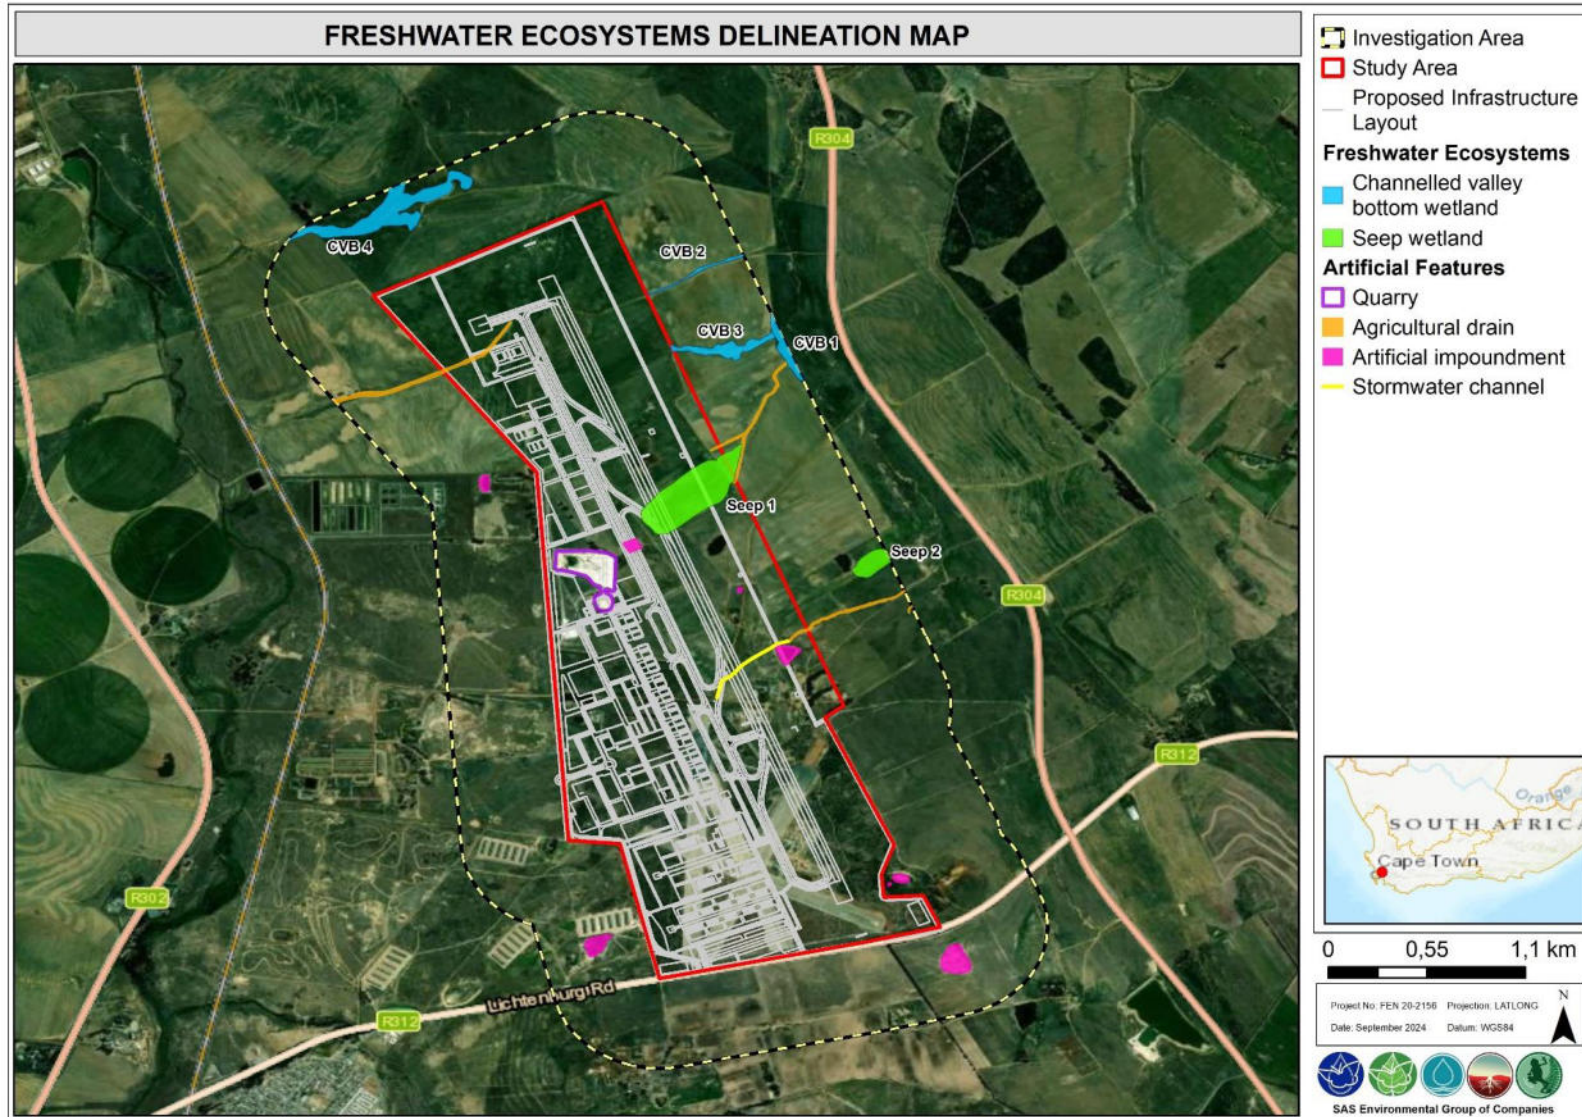 FRESHWATER ECOSYSTEMS DELINEATION MAP
R304
CVB 4
CVB 2
CVB 3
CVB 1
Seep 1
Seep 2
R304
R312
R302
Lichtenburg Rd
R312
Investigation Area
Study Area
Proposed Infrastructure
Layout
Freshwater Ecosystems
Channelled valley
bottom wetland
Seep wetland
Artificial Features
Quarry
Agricultural drain
Artificial impoundment
Stormwater channel
Orange
SOUTH AFRICA
Cape Town
0 0,55 1,1 km
Project No: FEN 20-2156 Projection: LATLONG
Date: September 2024 Datum: WGS84
N
SAS Environmental Group of Companies